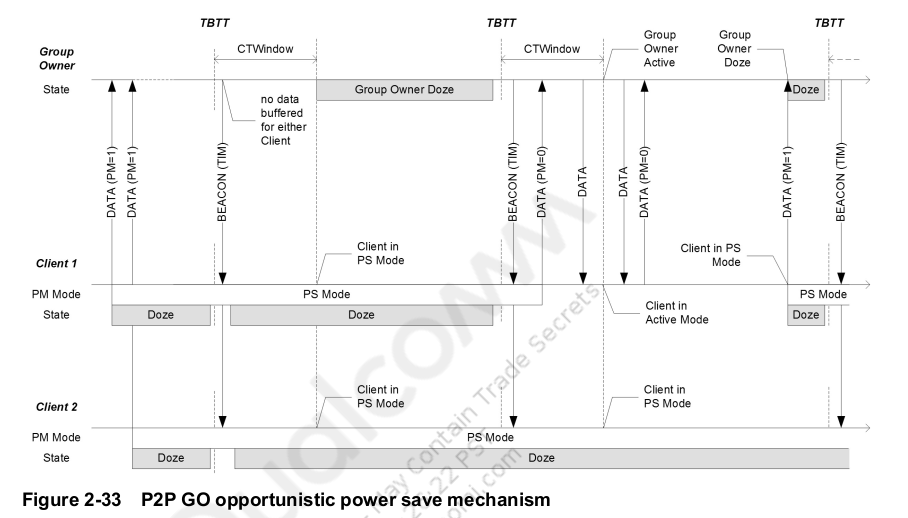 TBTT
TBTT
TBTT
Group
Owner
CTWindow
CTWindow
Group
Owner
Active
Group
Owner
Doze
State
Group Owner Doze
Doze
no data
buffered
for either
Client
DATA (PM=1)
DATA (PM=1)
BEACON (TIM)
BEACON (TIM)
DATA (PM=0)
DATA
DATA
DATA (PM=0)
DATA (PM=1)
BEACON (TIM)
Client 1
Client in
PS Mode
Client in PS
Mode
PM Mode
PS Mode
PS Mode
State
Doze
Doze
Client in
Active Mode
Doze
Client 2
Client in
PS Mode
Client in
PS Mode
PM Mode
PS Mode
State
Doze
Doze
Qualcomm
May Contain Trade Secrets
Figure 2-33 P2P GO opportunistic power save mechanism